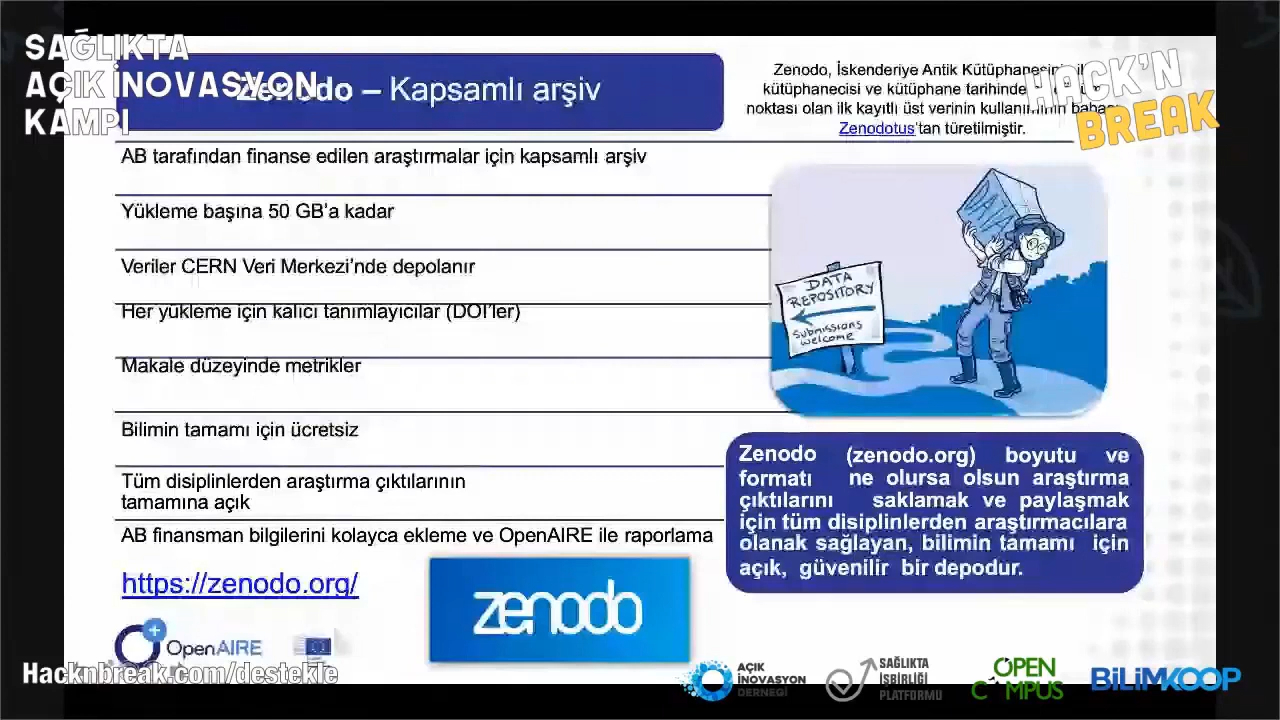 SAĞLIKTA
AÇIK İNOVASYON
KAMPI
Zenodo – Kapsamlı arşiv
Zenodo, İskenderiye Antik Kütüphanesinin
kütüphanecisi ve kütüphane tarihinde
noktası olan ilk kayıtlı üst verinin kullanımının babası
Zenodotus'tan türetilmiştir.
HACK'N
BREAK
AB tarafından finanse edilen araştırmalar için kapsamlı arşiv
Yükleme başına 50 GB'a kadar
Veriler CERN Veri Merkezi'nde depolanır
Her yükleme için kalıcı tanımlayıcılar (DOI'ler)
Makale düzeyinde metrikler
Bilimin tamamı için ücretsiz
Tüm disiplinlerden araştırma çıktılarının
tamamına açık
AB finansman bilgilerini kolayca ekleme ve OpenAIRE ile raporlama
https://zenodo.org/
DATA
REPOSITORY
Submissions
welcome
Zenodo (zenodo.org) boyutu ve
formatı ne olursa olsun araştırma
çıktılarını saklamak ve paylaşmak
için tüm disiplinlerden araştırmacılara
olanak sağlayan, bilimin tamamı için
açık, güvenilir bir depodur.
zenodo
OpenAIRE
Hacknbreak.com/destekle
AÇIK
İNOVASYON
DERNEĞİ
SAĞLIKTA
İŞBİRLİĞİ
PLATFORMU
OPEN
CAMPUS
BİLİMKOOP